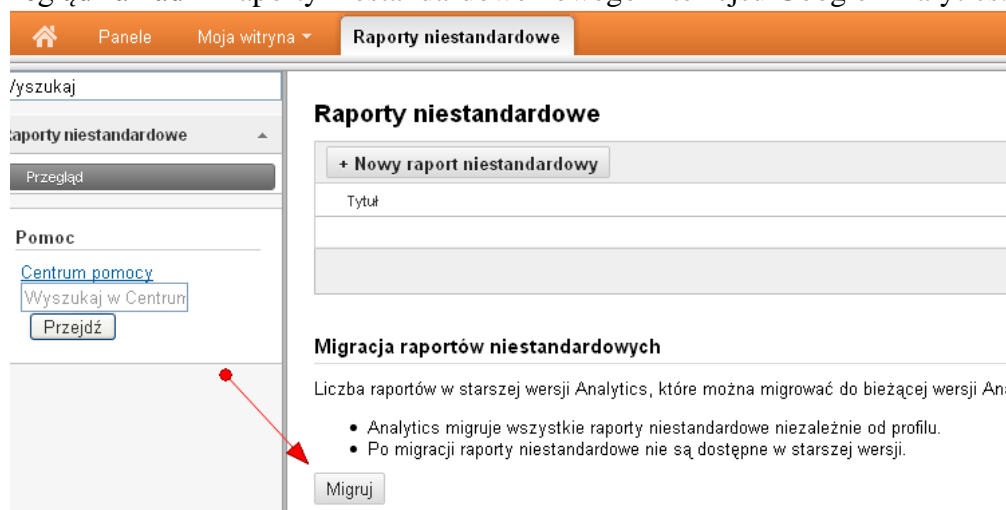 Panele Moja witryna Raporty niestandardowe
Raporty niestandardowe
Przegląd
Pomoc
Centrum pomocy
Wyszukaj w Centrum
Przejdź
Raporty niestandardowe
+ Nowy raport niestandardowy
Tytuł
Migracja raportów niestandardowych
Liczba raportów w starszej wersji Analytics, które można migrować do bieżącej wersji
Analytics migruje wszystkie raporty niestandardowe niezależnie od profilu.
Po migracji raporty niestandardowe nie są dostępne w starszej wersji.
Migruj